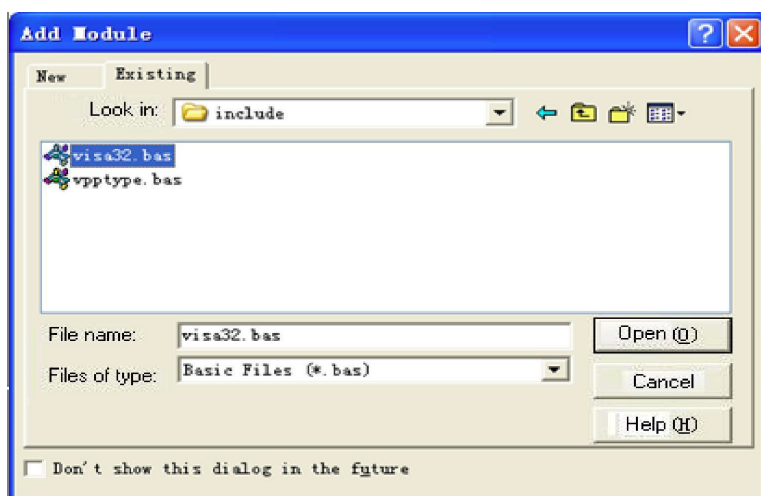 Add Module
New Existing
Look in: include
visa32.bas
vpptype.bas
File name: visa32.bas Open (O)
Files of type: Basic Files (*.bas) Cancel
Help (H)
Don't show this dialog in the future